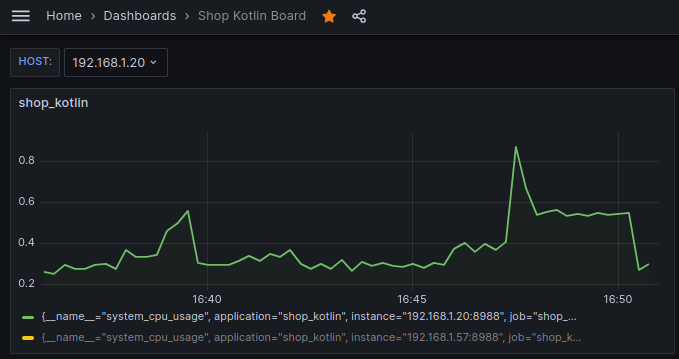 Home > Dashboards > Shop Kotlin Board
HOST: 192.168.1.20
shop_kotlin
0.8
0.6
0.4
0.2
16:40 16:45 16:50
{__name__="system_cpu_usage", application="shop_kotlin", instance="192.168.1.20:8988", job="shop_...
{__name__="system_cpu_usage", application="shop_kotlin", instance="192.168.1.57:8988", job="shop_k...